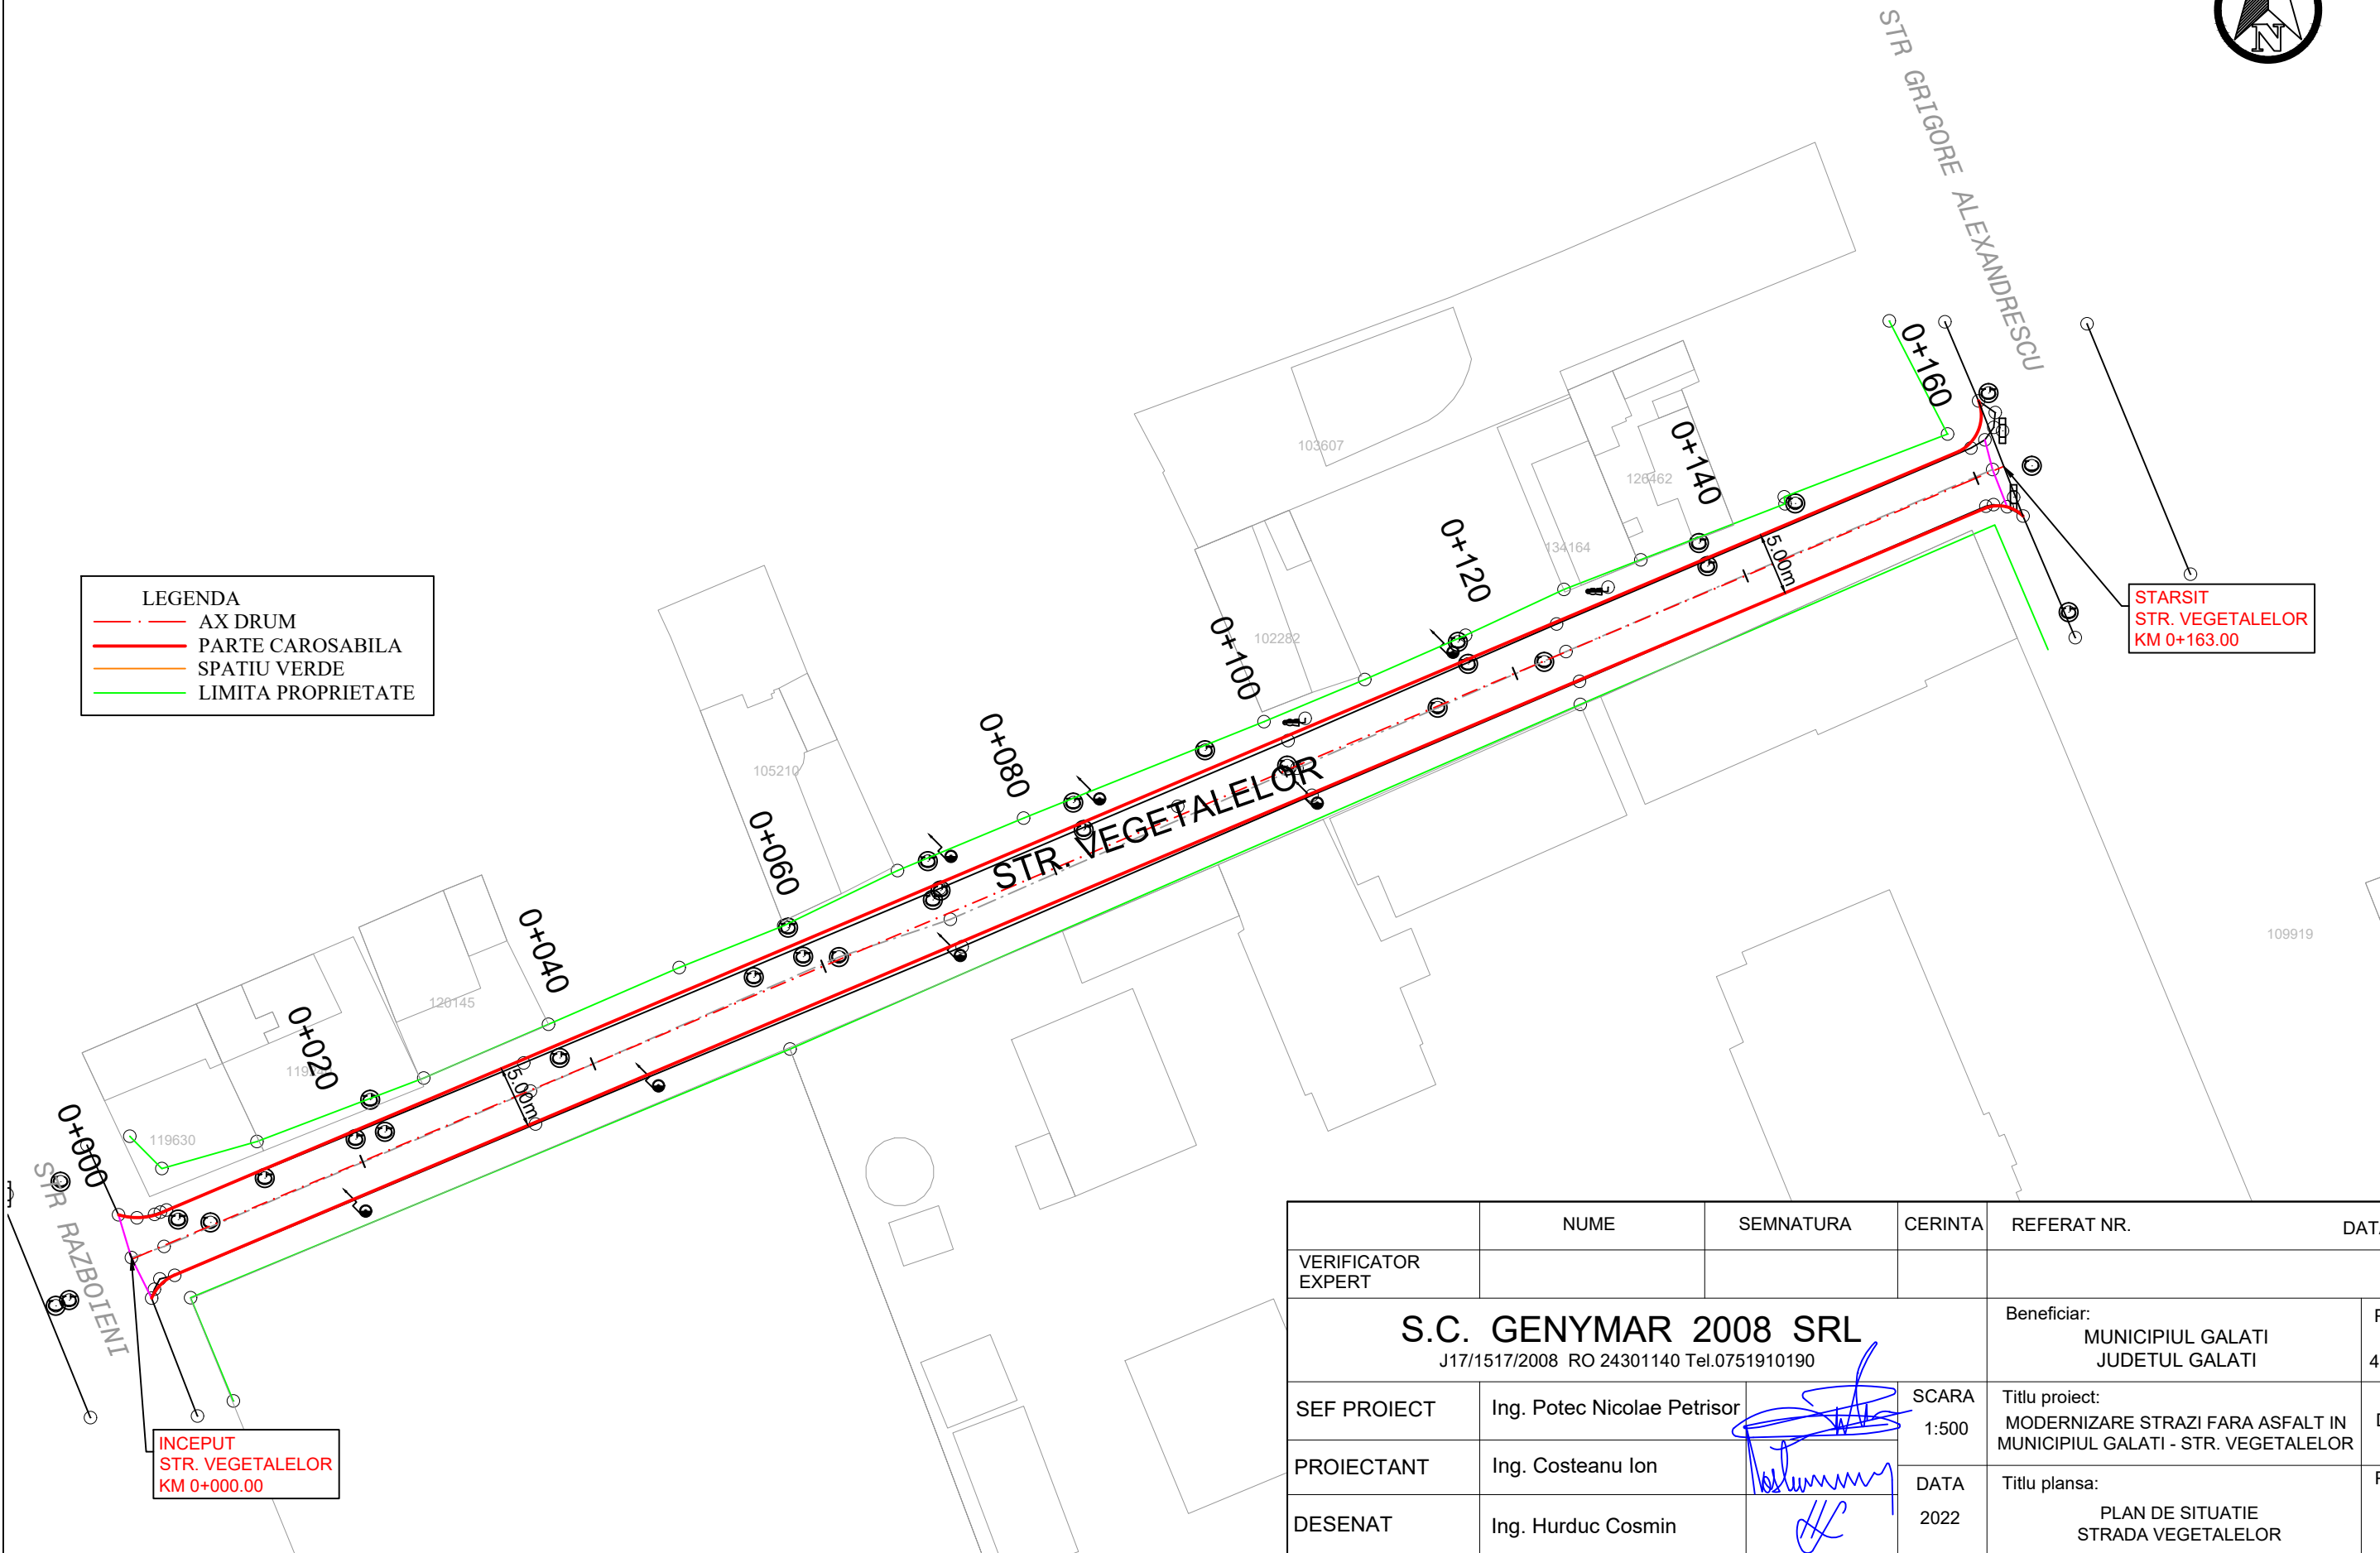 N
STR GRIGORE ALEXANDRESCU
0+160
103607
0+140
126462
0+120
134164
5.00m
STARSIT
STR. VEGETALELOR
KM 0+163.00
LEGENDA
AX DRUM
PARTE CAROSABILA
SPATIU VERDE
LIMITA PROPRIETATE
0+100
102282
0+080
105210
STR. VEGETALELOR
0+060
0+040
109919
120145
0+020
5.00m
0+000
119630
STR RAZBOIENI
INCEPUT
STR. VEGETALELOR
KM 0+000.00
NUME SEMNATURA CERINTA REFERAT NR.
VERIFICATOR
EXPERT
S.C. GENYMAR 2008 SRL
J17/1517/2008 RO 24301140 Tel.0751910190
Beneficiar:
MUNICIPIUL GALATI
JUDETUL GALATI
SEF PROIECT Ing. Potec Nicolae Petrisor
SCARA
1:500
Titlu proiect:
MODERNIZARE STRAZI FARA ASFALT IN
MUNICIPIUL GALATI - STR. VEGETALELOR
PROIECTANT Ing. Costeanu Ion
DATA
2022
Titlu plansa:
PLAN DE SITUATIE
STRADA VEGETALELOR
DESENAT Ing. Hurduc Cosmin